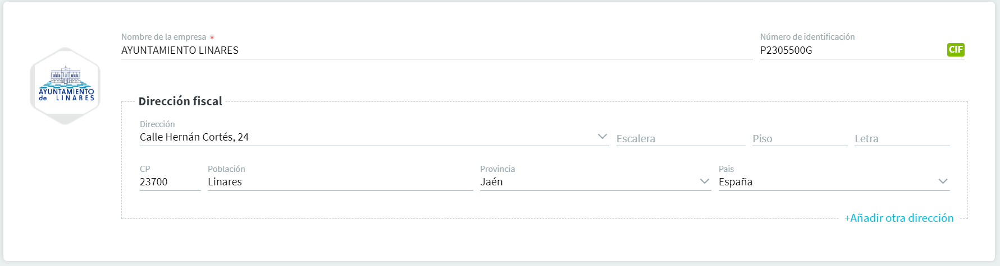 Nombre de la empresa *
AYUNTAMIENTO LINARES
Número de identificación
P2305500G
CIF
AYUNTAMIENTO
de LINARES
Dirección fiscal
Dirección
Calle Hernán Cortés, 24
Escalera
Piso
Letra
CP
23700
Población
Linares
Provincia
Jaén
Pais
España
+Añadir otra dirección